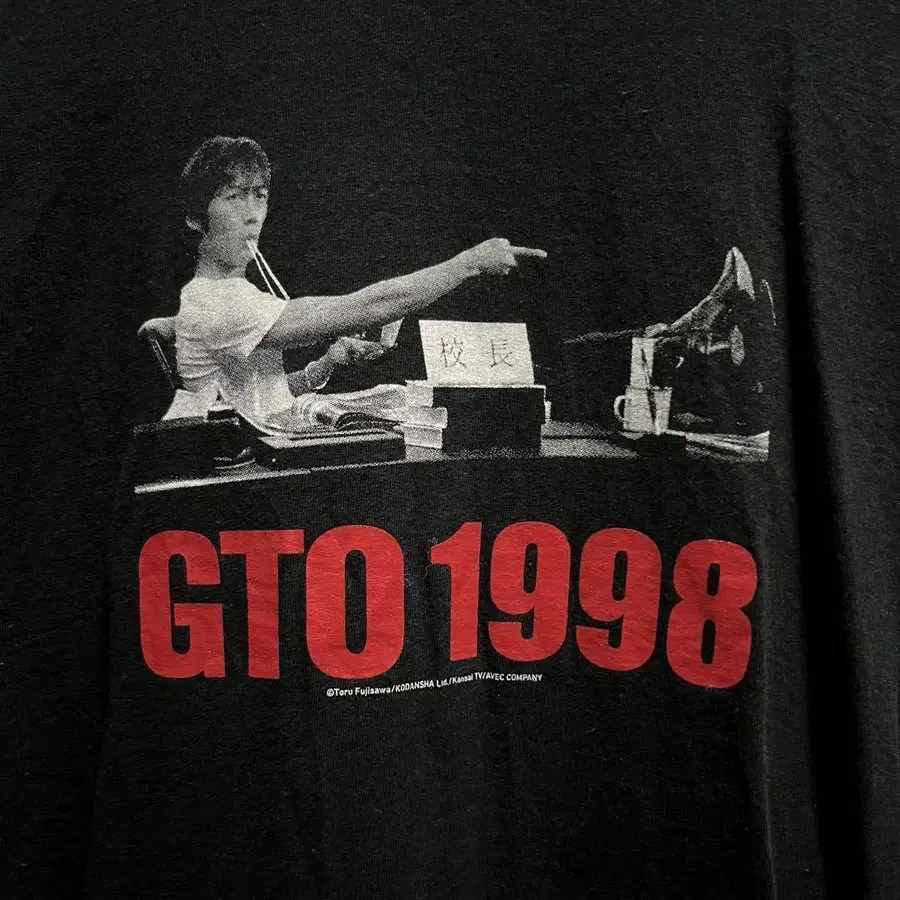 校長
GTO 1998
©Toru Fujisawa/KODANSHA Ltd./Kansai TV/AVEC COMPANY